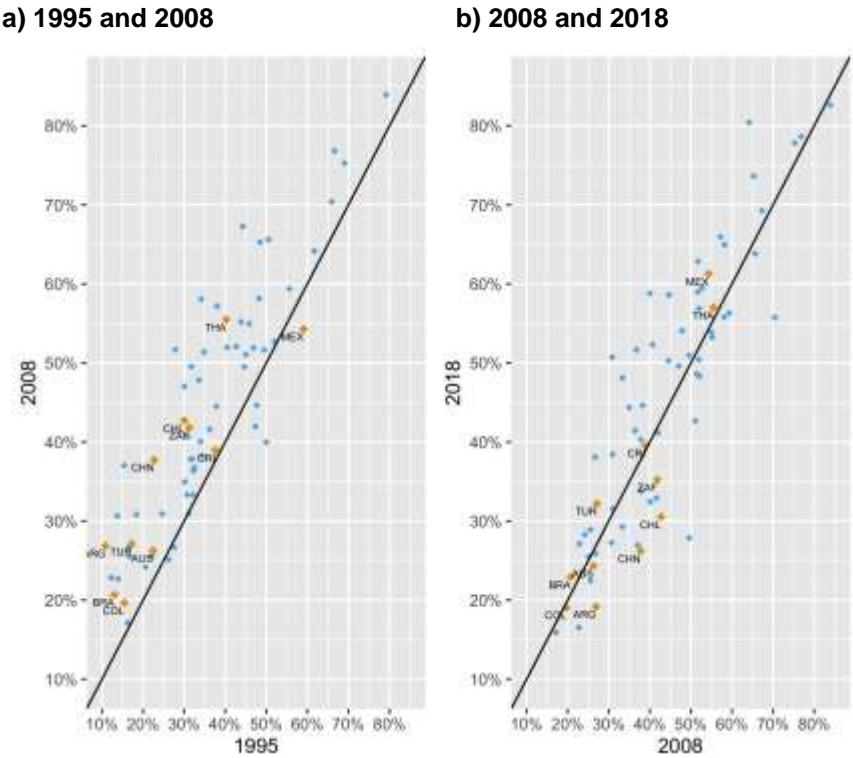 a) 1995 and 2008
b) 2008 and 2018
80%
70%
60%
50%
40%
30%
20%
10%
2008
THA
MEX
CHL
ZAF
CRI
CHN
ARG
TUR
AUS
BRA
COL
10% 20% 30% 40% 50% 60% 70% 80%
1995
80%
70%
60%
50%
40%
30%
20%
10%
2018
MEX
THA
CRI
ZAF
TUR
CHL
CHN
BRA
COL
ARG
10% 20% 30% 40% 50% 60% 70% 80%
2008